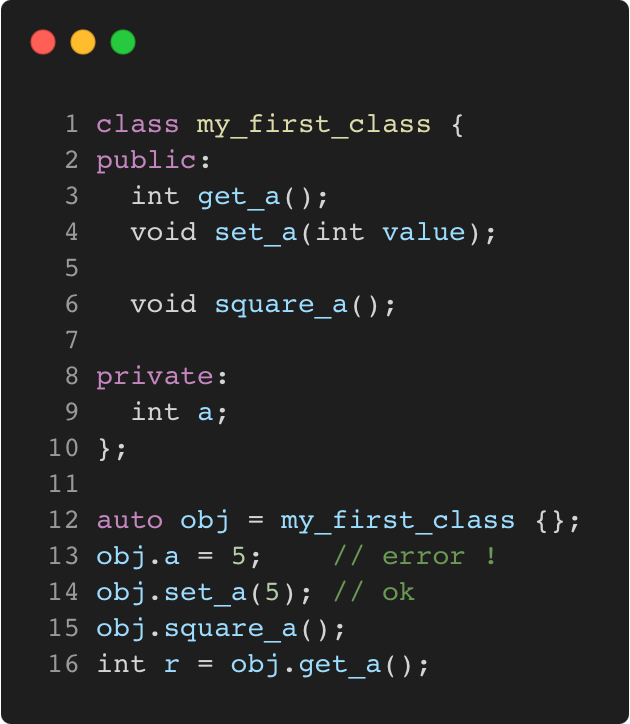 1 class my_first_class {
2 public:
3   int get_a();
4   void set_a(int value);
5
6   void square_a();
7
8 private:
9   int a;
10 };
11
12 auto obj = my_first_class {};
13 obj.a = 5;    // error !
14 obj.set_a(5); // ok
15 obj.square_a();
16 int r = obj.get_a();